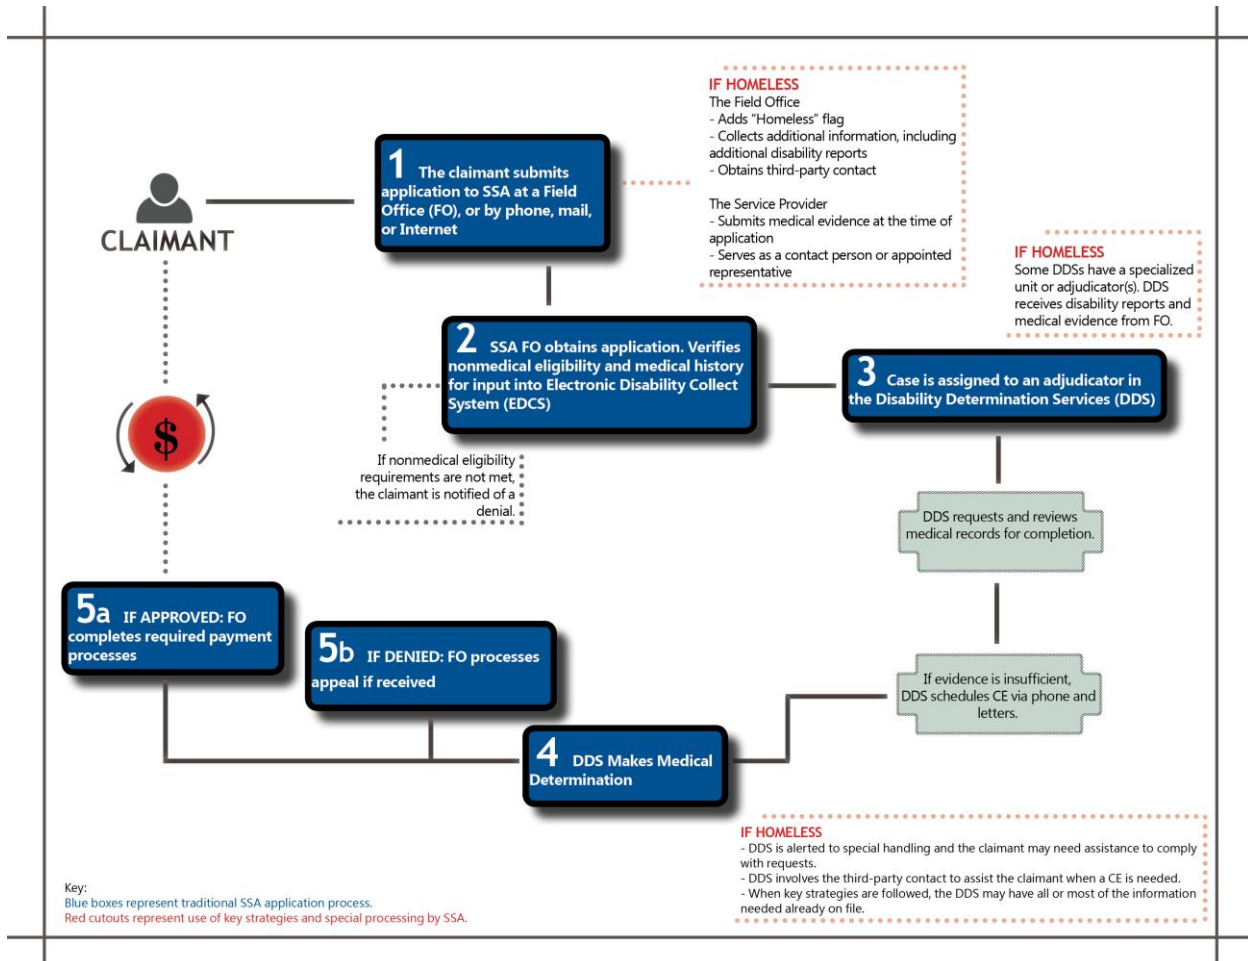 IF HOMELESS
The Field Office
- Adds “Homeless” flag
- Collects additional information, including
additional disability reports
- Obtains third-party contact
The Service Provider
- Submits medical evidence at the time of
application
- Serves as a contact person or appointed
representative
1 The claimant submits
application to SSA at a Field
Office (FO), or by phone, mail,
or Internet
CLAIMANT
IF HOMELESS
Some DDSs have a specialized
unit or adjudicator(s). DDS
receives disability reports and
medical evidence from FO.
2 SSA FO obtains application. Verifies
nonmedical eligibility and medical history
for input into Electronic Disability Collect
System (EDCS)
3 Case is assigned to an adjudicator in
the Disability Determination Services (DDS)
$
If nonmedical eligibility
requirements are not met,
the claimant is notified of a
denial.
DDS requests and reviews
medical records for completion.
5a IF APPROVED: FO
completes required payment
processes
5b IF DENIED: FO processes
appeal if received
If evidence is insufficient,
DDS schedules CE via phone and
letters.
4 DDS Makes Medical
Determination
IF HOMELESS
- DDS is alerted to special handling and the claimant may need assistance to comply
with requests.
- DDS involves the third-party contact to assist the claimant when a CE is needed.
- When key strategies are followed, the DDS may have all or most of the information
needed already on file.
Key:
Blue boxes represent traditional SSA application process.
Red cutouts represent use of key strategies and special processing by SSA.